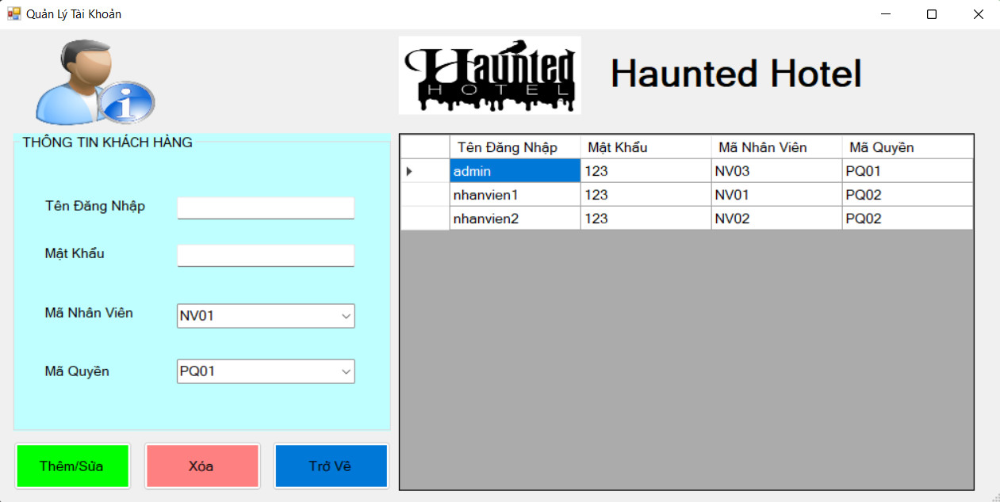 Quản Lý Tài Khoản
Haunted
HOTEL
Haunted Hotel
THÔNG TIN KHÁCH HÀNG
Tên Đăng Nhập
Mật Khẩu
Mã Nhân Viên NV01
Mã Quyền PQ01
Thêm/Sửa Xóa Trở Về
Tên Đăng Nhập Mật Khẩu Mã Nhân Viên Mã Quyền
admin 123 NV03 PQ01
nhanvien1 123 NV01 PQ02
nhanvien2 123 NV02 PQ02